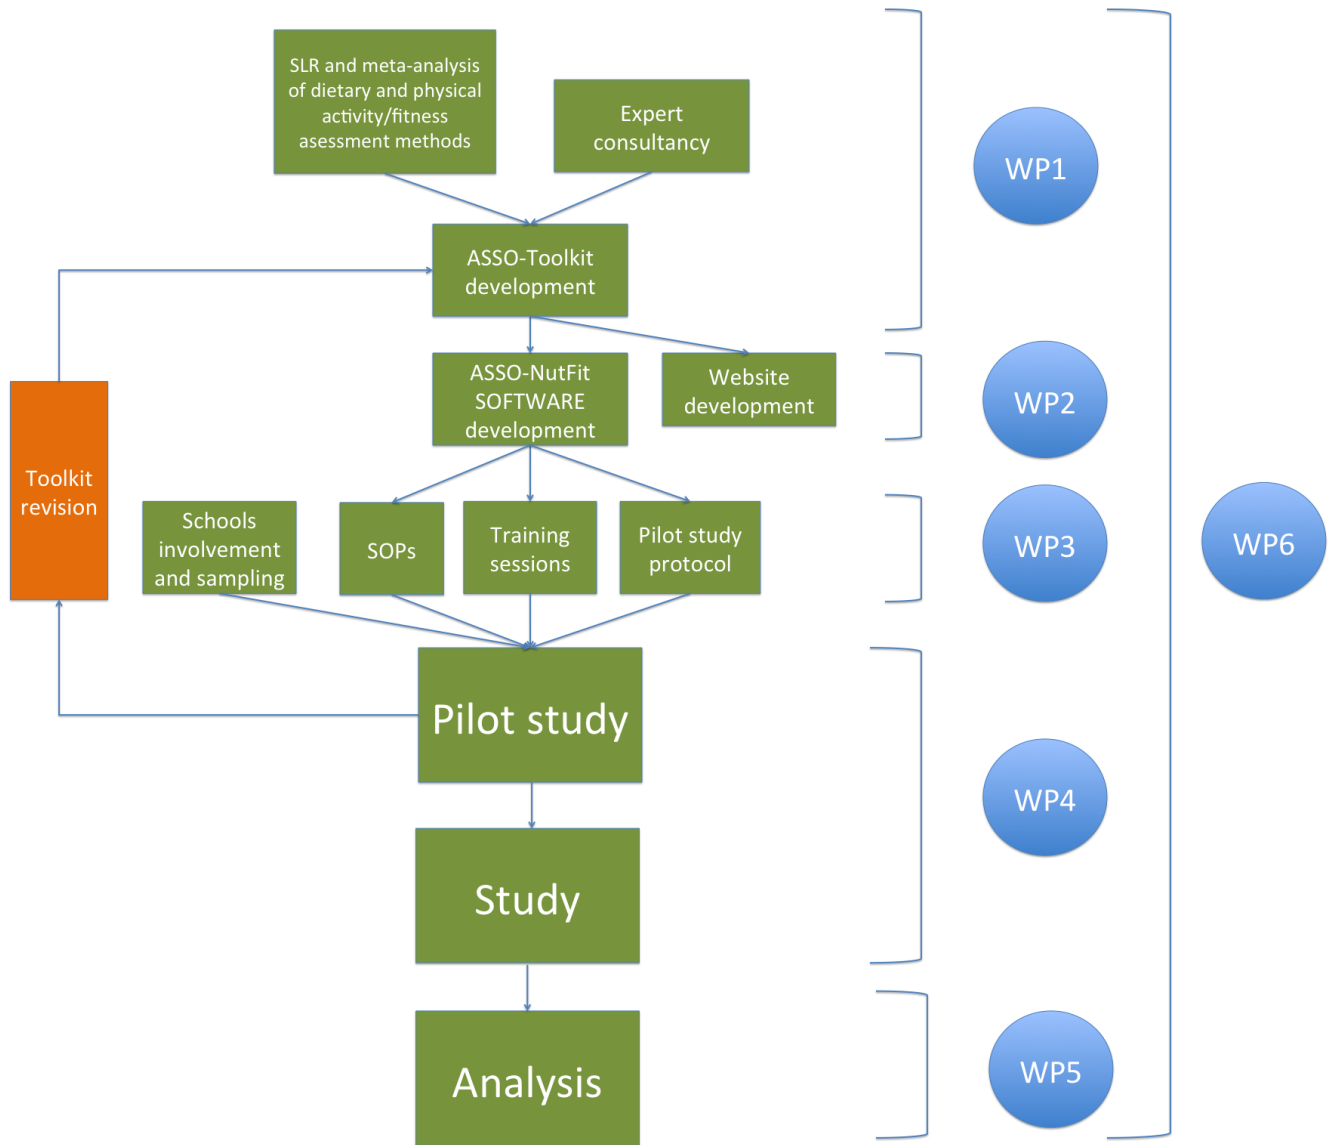 SLR and meta-analysis
of dietary and physical
activity/fitness
asessment methods
Expert
consultancy
WP1
ASSO-Toolkit
development
ASSO-NutFit
SOFTWARE
development
Website
development
WP2
Toolkit
revision
Schools
involvement
and sampling
SOPs
Training
sessions
Pilot study
protocol
WP3
WP6
Pilot study
WP4
Study
Analysis
WP5